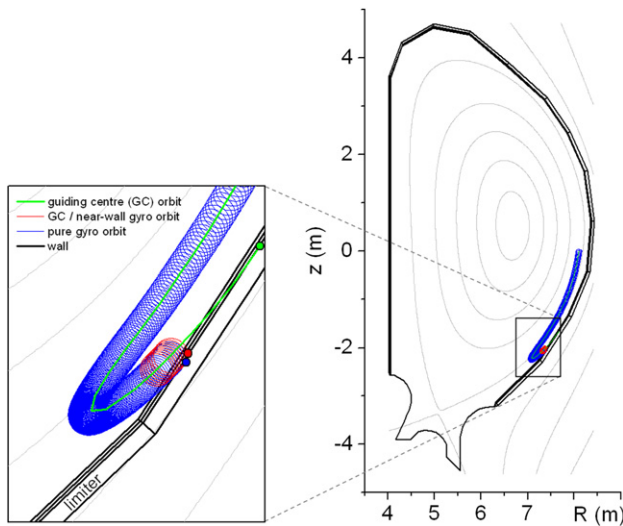 guiding centre (GC) orbit
GC / near-wall gyro orbit
pure gyro orbit
wall
limiter
4
2
0
-2
-4
z (m)
4
5
6
7
R (m)